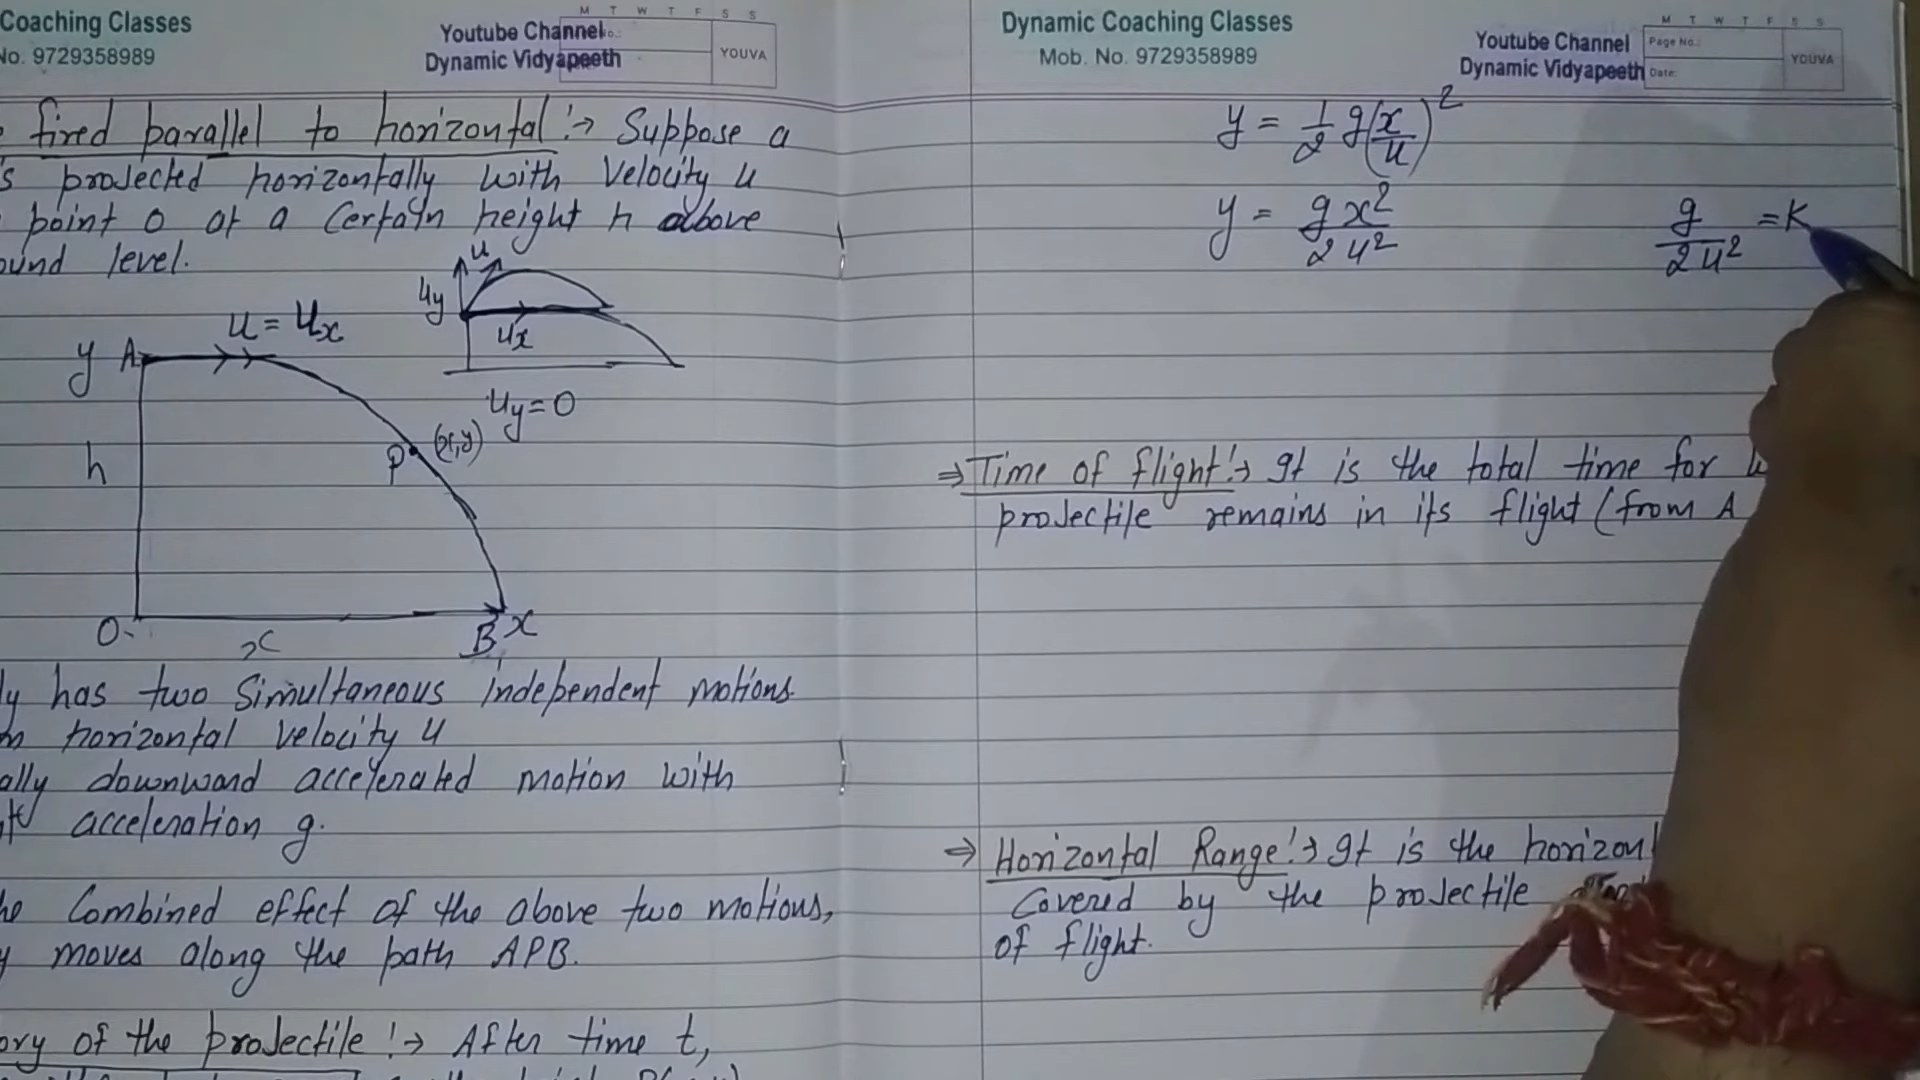 Coaching Classes
No. 9729358989
Youtube Channel
Dynamic Vidyapeeth
M T W T F S S
YOUVA
fired parallel to horizontal :→ Suppose a
s projected horizontally with velocity u
point O at a Certain height h above
ound level.
u
uy
ux
uy = 0
u = ux
y A
h
P (x,y)
O
x
B x
ly has two Simultaneous independent motions
m horizontal velocity u
ally downward accelerated motion with
acceleration g.
he Combined effect of the above two motions,
y moves along the path APB.
ory of the projectile :→ After time t,
Dynamic Coaching Classes
Mob. No. 9729358989
Youtube Channel
Dynamic Vidyapeeth
M T W T F S S
Page No.:
Date:
YOUVA
y = 1/2 g(x/u)²
y = gx²/2u²
g/2u² = K
⇒ Time of flight :→ It is the total time for
projectile remains in its flight (from A
⇒ Horizontal Range :→ It is the horizon
Covered by the projectile
of flight.